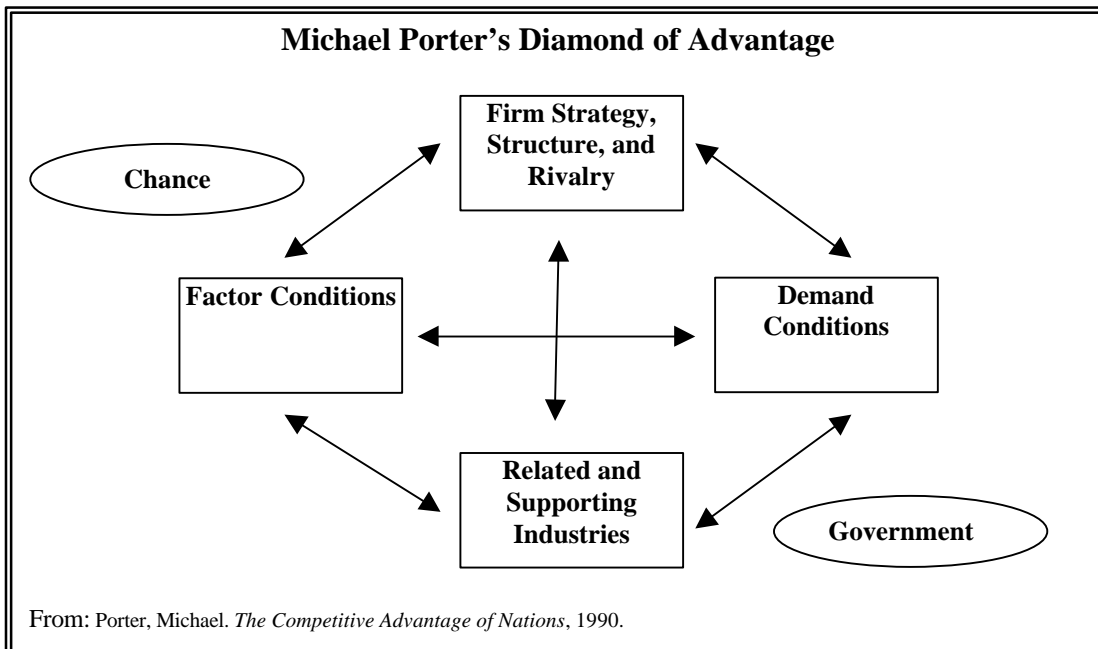 Michael Porter’s Diamond of Advantage
Firm Strategy,
Structure, and
Rivalry
Chance
Factor Conditions
Demand
Conditions
Related and
Supporting
Industries
Government
From: Porter, Michael. The Competitive Advantage of Nations, 1990.